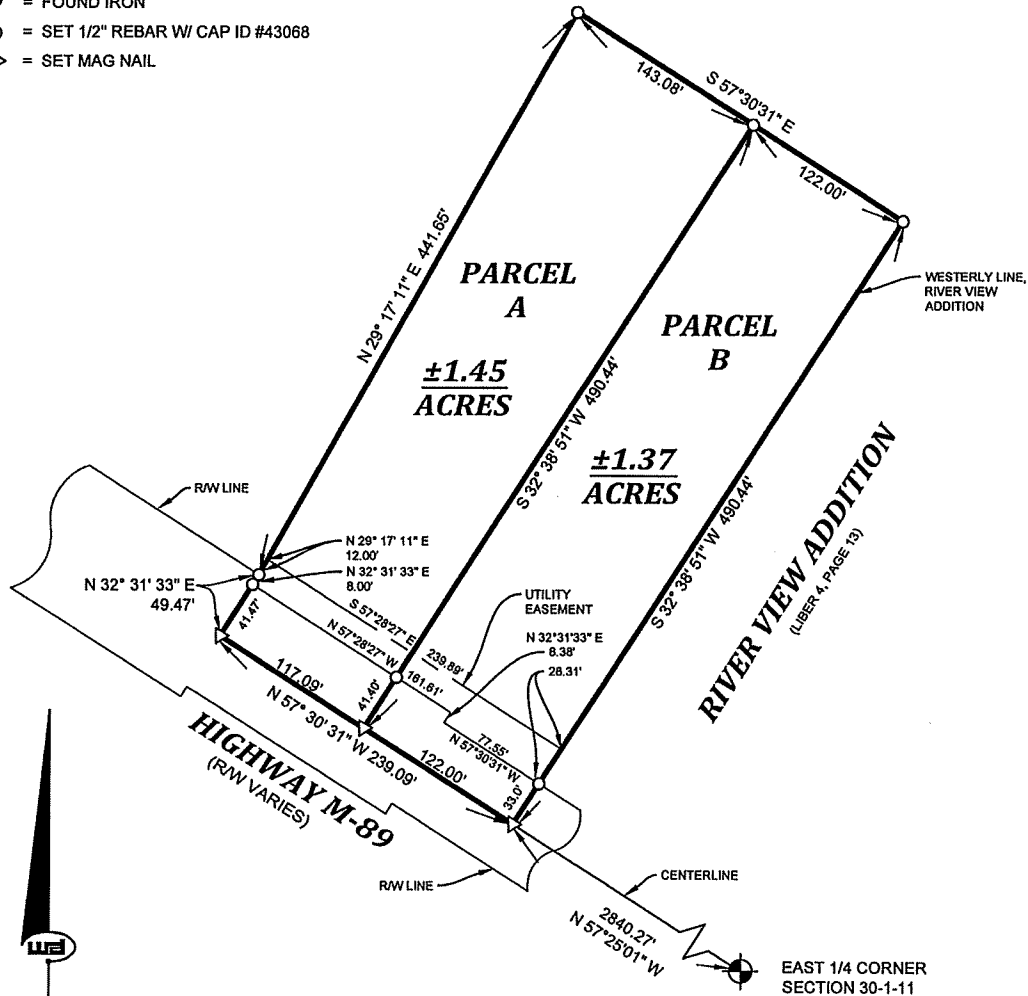 = FOUND IRON
= SET 1/2" REBAR W/ CAP ID #43068
= SET MAG NAIL
143.08'
S 57°30'31" E
122.00'
N 29° 17' 11" E 441.65'
PARCEL
A
±1.45
ACRES
PARCEL
B
±1.37
ACRES
S 32° 38' 51" W 490.44'
S 32° 38' 51" W 490.44'
WESTERLY LINE,
RIVER VIEW
ADDITION
RIVER VIEW ADDITION
(LIBER 4, PAGE 13)
R/W LINE
N 29° 17' 11" E
12.00'
N 32° 31' 33" E
8.00'
N 32° 31' 33" E
49.47'
41.47'
S 57°28'27" E
239.89'
N 57°28'27" W
161.61'
UTILITY
EASEMENT
N 32°31'33" E
8.38'
28.31'
41.40'
77.55'
N 57°30'31" W
33.0'
117.09'
122.00'
N 57° 30' 31" W 239.09'
HIGHWAY M-89
(R/W VARIES)
R/W LINE
CENTERLINE
2840.27'
N 57°25'01" W
EAST 1/4 CORNER
SECTION 30-1-11